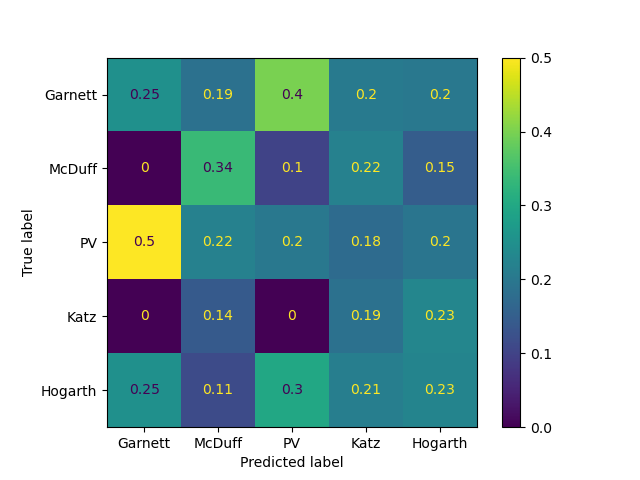 0.5
Garnett 0.25 0.19 0.4 0.2 0.2
0.4
McDuff 0 0.34 0.1 0.22 0.15
0.3
True label
PV 0.5 0.22 0.2 0.18 0.2
0.2
Katz 0 0.14 0 0.19 0.23
0.1
Hogarth 0.25 0.11 0.3 0.21 0.23
0.0
Garnett McDuff PV Katz Hogarth
Predicted label